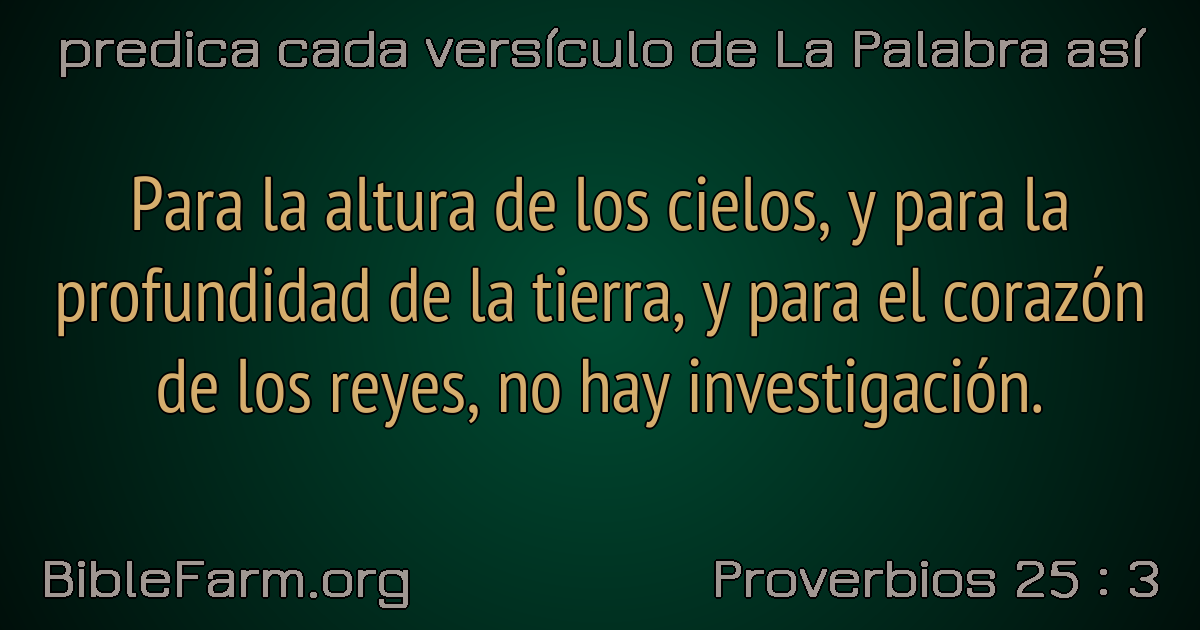 predica cada versículo de La Palabra así
Para la altura de los cielos, y para la
profundidad de la tierra, y para el corazón
de los reyes, no hay investigación.
BibleFarm.org
Proverbios 25 : 3